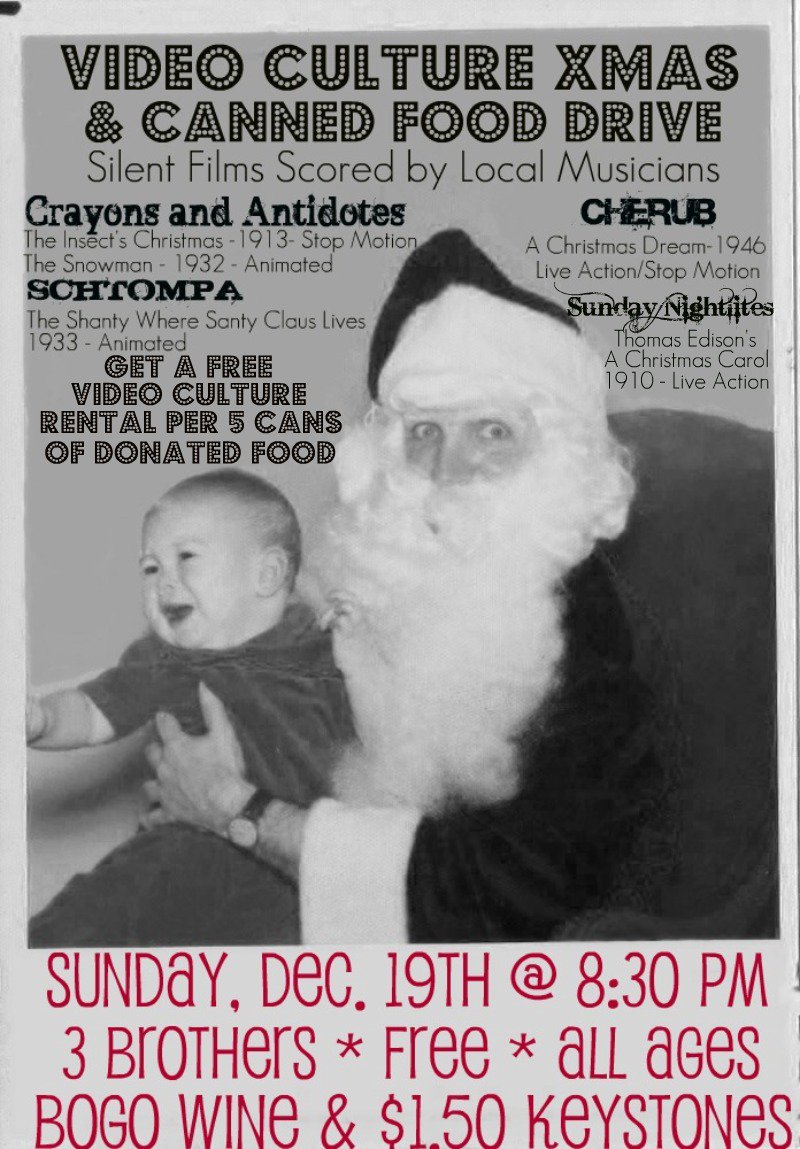 VIDEO CULTURE XMAS
& CANNED FOOD DRIVE
Silent Films Scored by Local Musicians
Crayons and Antidotes
The Insect's Christmas -1913- Stop Motion
The Snowman - 1932 - Animated
SCHTOMPA
The Shanty Where Santy Claus Lives
1933 - Animated
GET A FREE
VIDEO CULTURE
RENTAL PER 5 CANS
OF DONATED FOOD
CHERUB
A Christmas Dream-1946
Live Action/Stop Motion
Sunday Nightlites
Thomas Edison's
A Christmas Carol
1910 - Live Action
SUNDAY, DEC. 19TH @ 8:30 PM
3 BROTHERS * FREE * ALL AGES
BOGO WINE & $1.50 KEYSTONES